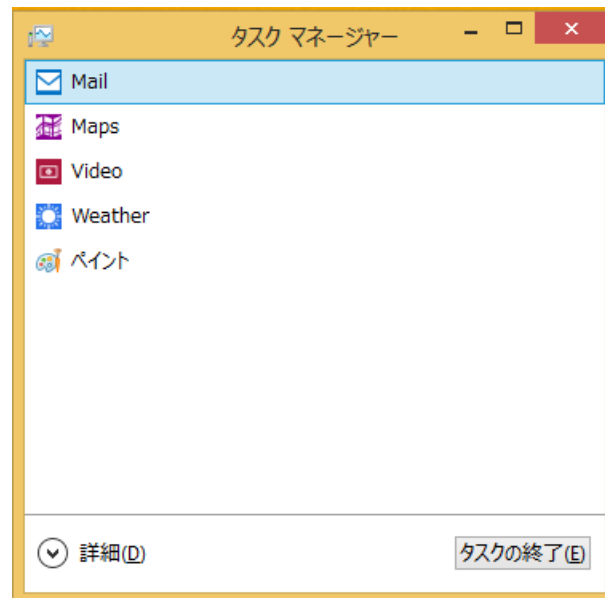 タスク マネージャー
Mail
Maps
Video
Weather
ペイント
詳細(D) タスクの終了(E)